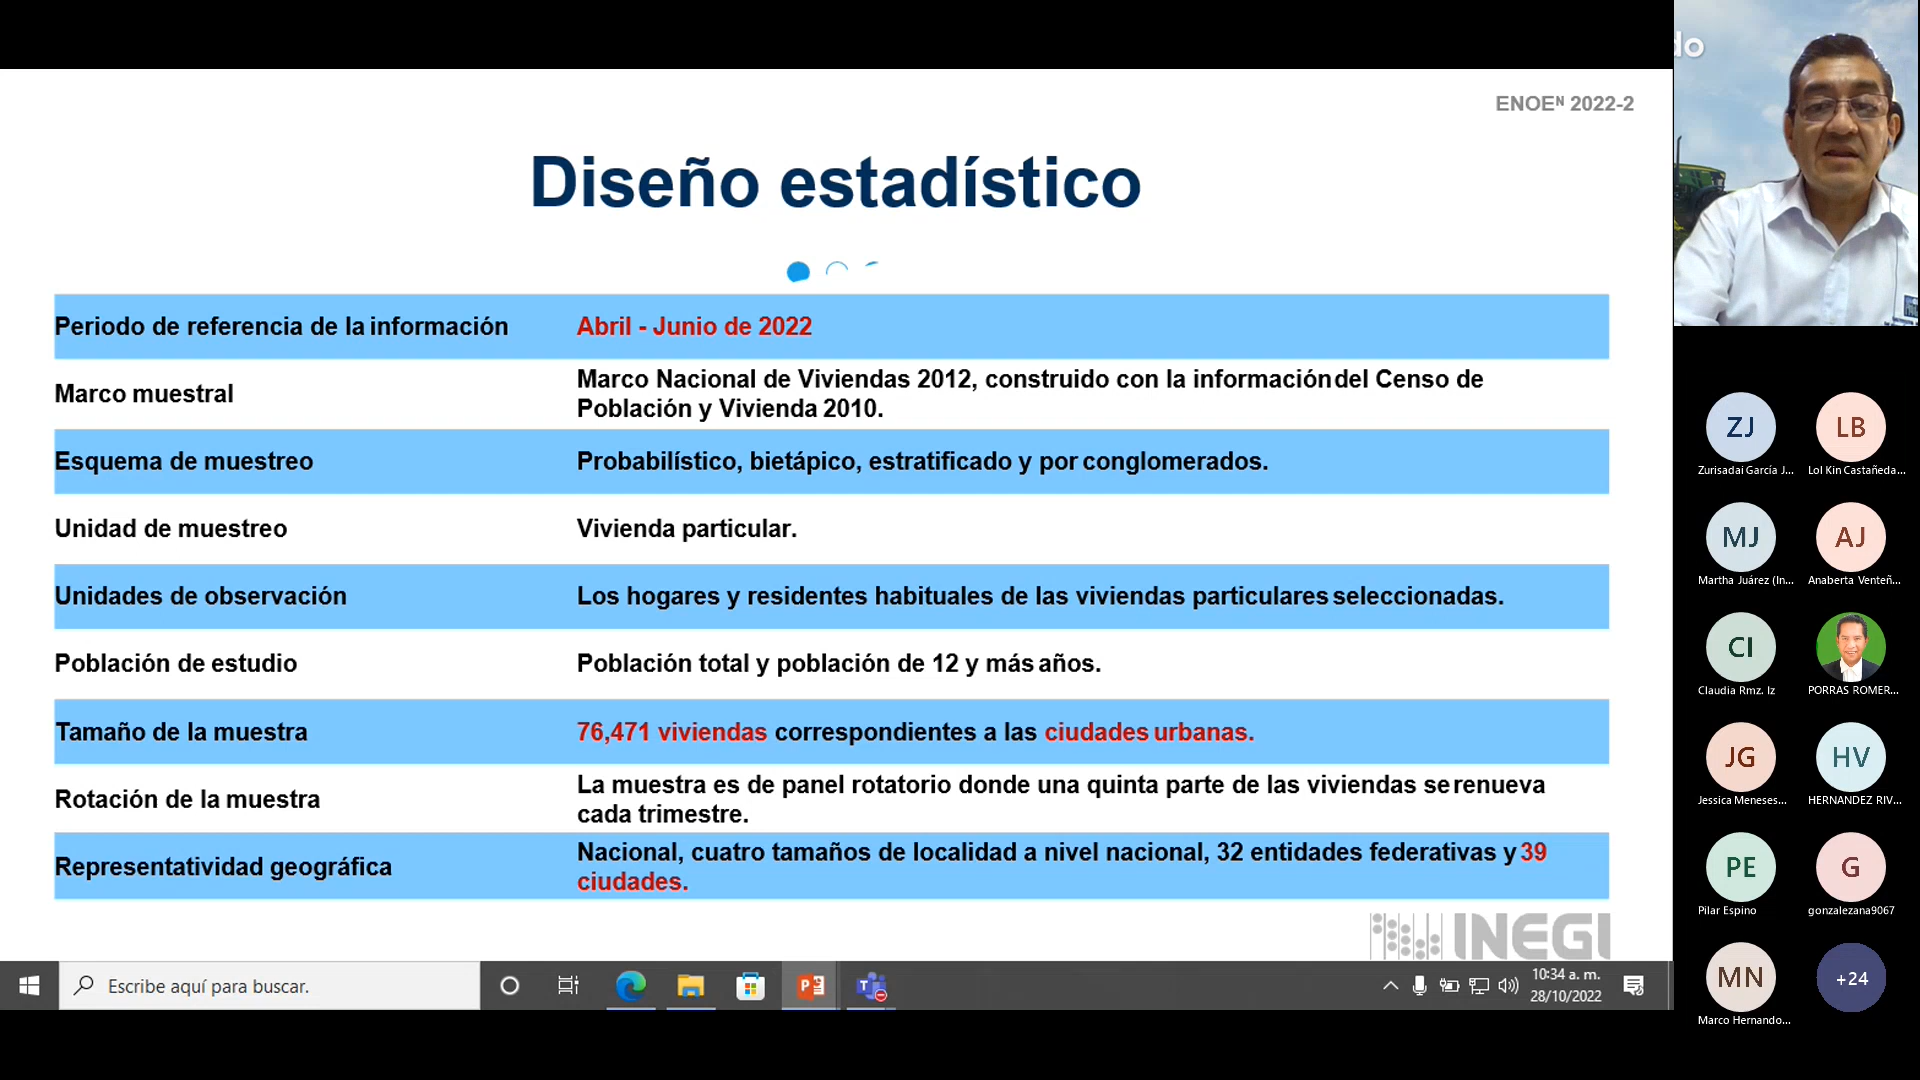 do
ENOEᴺ 2022-2
Diseño estadístico
Periodo de referencia de la información
Abril - Junio de 2022
Marco muestral
Marco Nacional de Viviendas 2012, construido con la información del Censo de
Población y Vivienda 2010.
Esquema de muestreo
Probabilístico, bietápico, estratificado y por conglomerados.
Unidad de muestreo
Vivienda particular.
Unidades de observación
Los hogares y residentes habituales de las viviendas particulares seleccionadas.
Población de estudio
Población total y población de 12 y más años.
Tamaño de la muestra
76,471 viviendas correspondientes a las ciudades urbanas.
Rotación de la muestra
La muestra es de panel rotatorio donde una quinta parte de las viviendas se renueva
cada trimestre.
Representatividad geográfica
Nacional, cuatro tamaños de localidad a nivel nacional, 32 entidades federativas y 39
ciudades.
INEGI
Escribe aquí para buscar.
10:34 a. m.
28/10/2022
ZJ
Zurisadai García J...
LB
Lol Kin Castañeda...
MJ
Martha Juárez (In...
AJ
Anaberta Venteñ...
CI
Claudia Rmz. Iz
PORRAS ROMER...
JG
Jessica Meneses...
HV
HERNANDEZ RIV...
PE
Pilar Espino
G
gonzalezana9067
MN
Marco Hernando...
+24